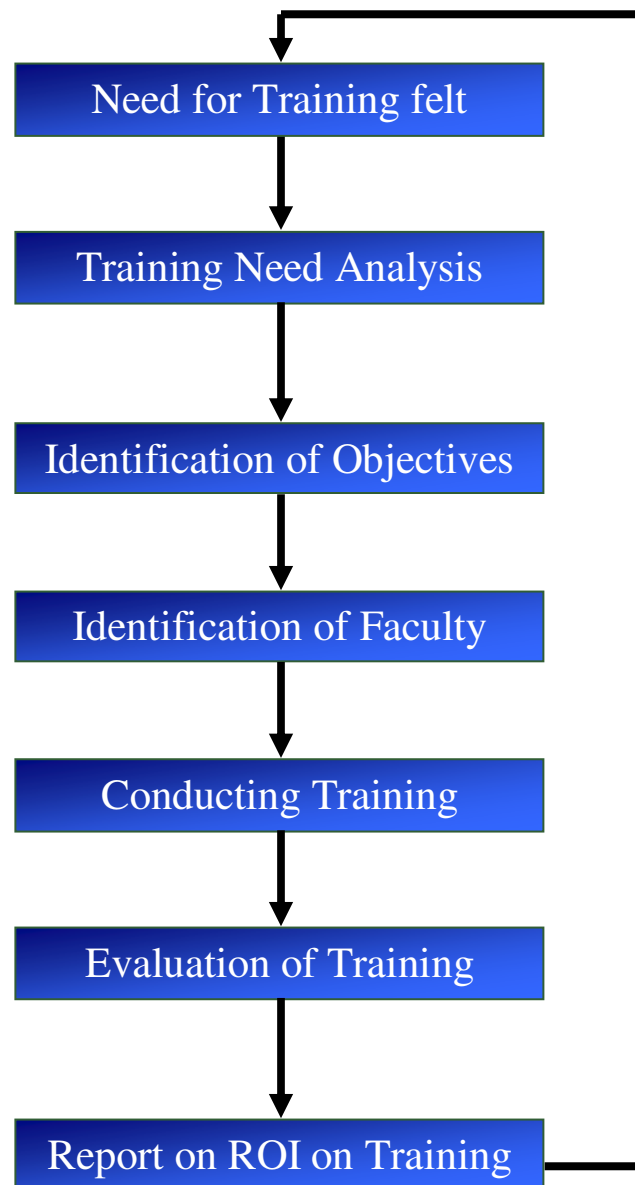 Need for Training felt
Training Need Analysis
Identification of Objectives
Identification of Faculty
Conducting Training
Evaluation of Training
Report on ROI on Training